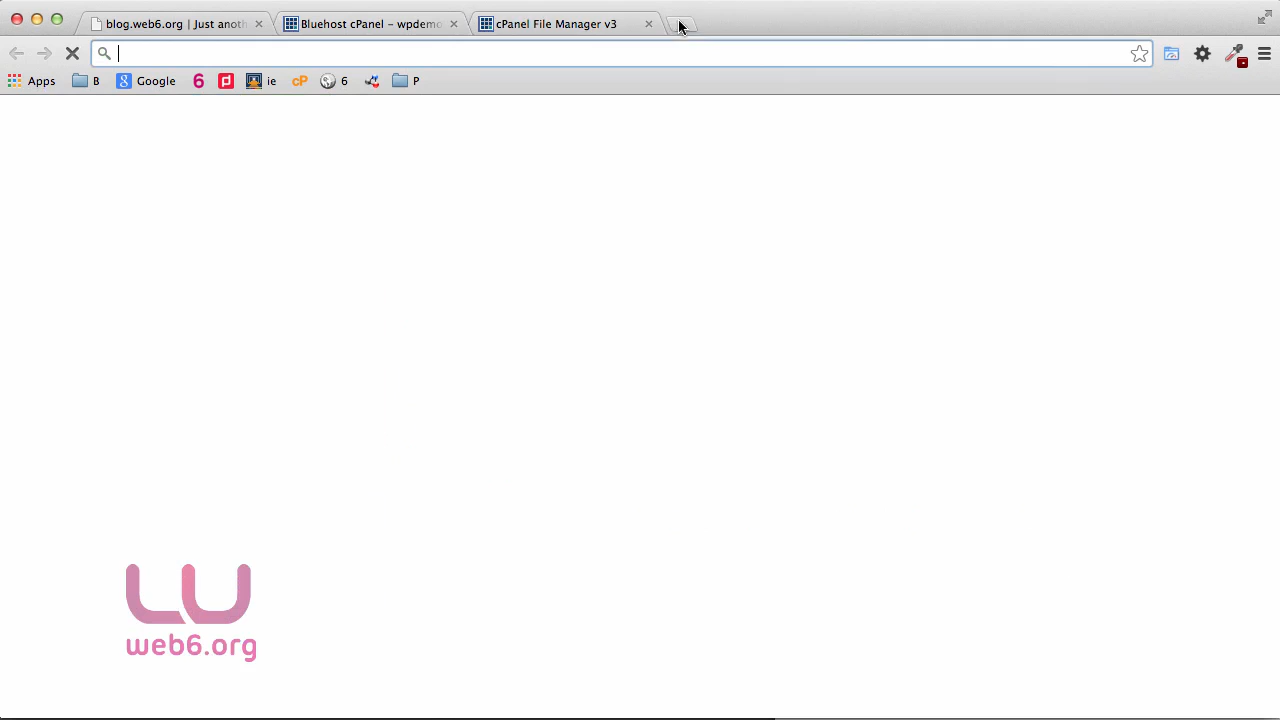 blog.web6.org | Just anoth
Bluehost cPanel – wpdemo
cPanel File Manager v3
Apps
B
Google
6
ie
cP
6
P
web6.org